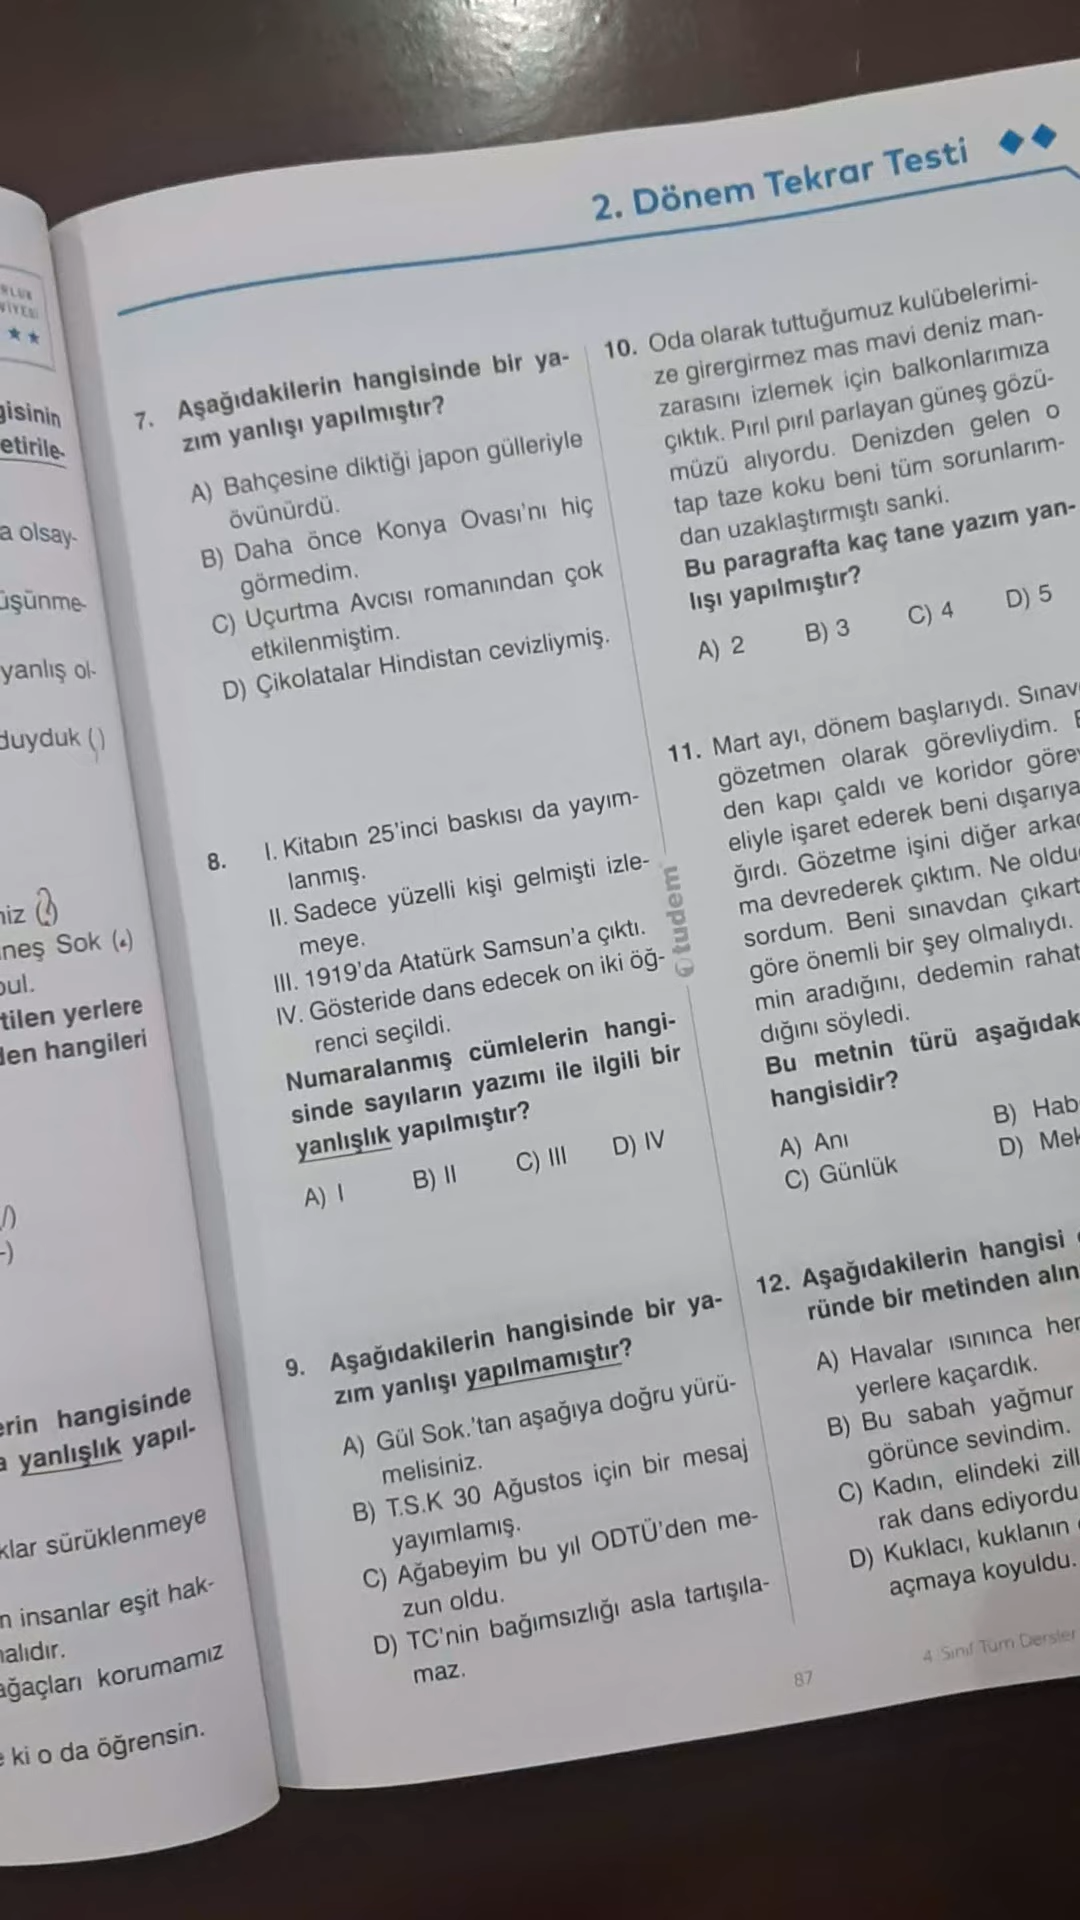 2. Dönem Tekrar Testi
gisinin
etirile-
a olsay-
üşünme-
yanlış ol-
duyduk ()
neş Sok (.)
tilen yerlere
den hangileri
erin hangisinde
a yanlışlık yapıl-
klar sürüklenmeye
n insanlar eşit hak-
malıdır.
ağaçları korumamız
e ki o da öğrensin.
7. Aşağıdakilerin hangisinde bir ya-
zım yanlışı yapılmıştır?
A) Bahçesine diktiği japon gülleriyle
övünürdü.
B) Daha önce Konya Ovası'nı hiç
görmedim.
C) Uçurtma Avcısı romanından çok
etkilenmiştim.
D) Çikolatalar Hindistan cevizliymiş.
8. I. Kitabın 25'inci baskısı da yayım-
lanmış.
II. Sadece yüzelli kişi gelmişti izle-
meye.
III. 1919'da Atatürk Samsun'a çıktı.
IV. Gösteride dans edecek on iki öğ-
renci seçildi.
Numaralanmış cümlelerin hangi-
sinde sayıların yazımı ile ilgili bir
yanlışlık yapılmıştır?
A) I B) II C) III D) IV
9. Aşağıdakilerin hangisinde bir ya-
zım yanlışı yapılmamıştır?
A) Gül Sok.'tan aşağıya doğru yürü-
melisiniz.
B) T.S.K 30 Ağustos için bir mesaj
yayımlamış.
C) Ağabeyim bu yıl ODTÜ'den me-
zun oldu.
D) TC'nin bağımsızlığı asla tartışıla-
maz.
tudem
10. Oda olarak tuttuğumuz kulübelerimi-
ze girergirmez mas mavi deniz man-
zarasını izlemek için balkonlarımıza
çıktık. Pırıl pırıl parlayan güneş gözü-
müzü alıyordu. Denizden gelen o
tap taze koku beni tüm sorunlarım-
dan uzaklaştırmıştı sanki.
Bu paragrafta kaç tane yazım yan-
lışı yapılmıştır?
A) 2 B) 3 C) 4 D) 5
11. Mart ayı, dönem başlarıydı. Sınav
gözetmen olarak görevliydim.
den kapı çaldı ve koridor göre
eliyle işaret ederek beni dışarıya
ğırdı. Gözetme işini diğer arka
ma devrederek çıktım. Ne oldu
sordum. Beni sınavdan çıkart
göre önemli bir şey olmalıydı.
min aradığını, dedemin rahat
dığını söyledi.
Bu metnin türü aşağıdak
hangisidir?
A) Anı B) Hab
C) Günlük D) Mek
12. Aşağıdakilerin hangisi
ründe bir metinden alın
A) Havalar ısınınca her
yerlere kaçardık.
B) Bu sabah yağmur
görünce sevindim.
C) Kadın, elindeki zill
rak dans ediyordu
D) Kuklacı, kuklanın
açmaya koyuldu.
87
4. Sınıf Tüm Dersler